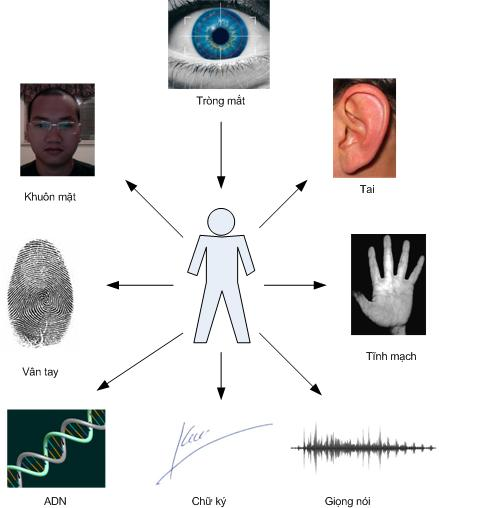 Tròng mắt
Khuôn mặt
Tai
Vân tay
Tĩnh mạch
ADN
Chữ ký
Giọng nói